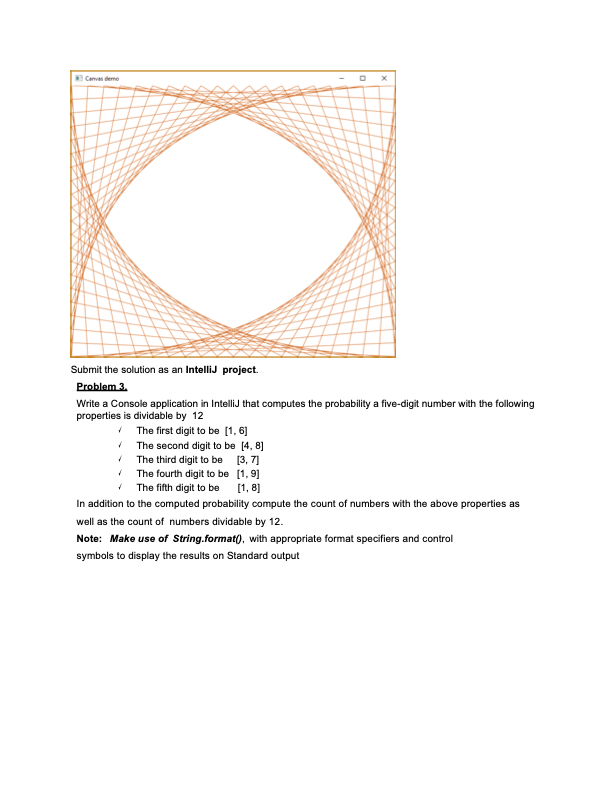 Canvas demo
Submit the solution as an IntelliJ project.
Problem 3.
Write a Console application in IntelliJ that computes the probability a five-digit number with the following
properties is dividable by 12
√ The first digit to be [1, 6]
√ The second digit to be [4, 8]
√ The third digit to be [3, 7]
√ The fourth digit to be [1, 9]
√ The fifth digit to be [1, 8]
In addition to the computed probability compute the count of numbers with the above properties as
well as the count of numbers dividable by 12.
Note: Make use of String.format(), with appropriate format specifiers and control
symbols to display the results on Standard output